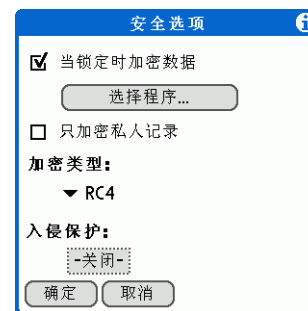 安全选项
当锁定时加密数据
选择程序...
只加密私人记录
加密类型:
RC4
入侵保护:
-关闭-
确定 取消